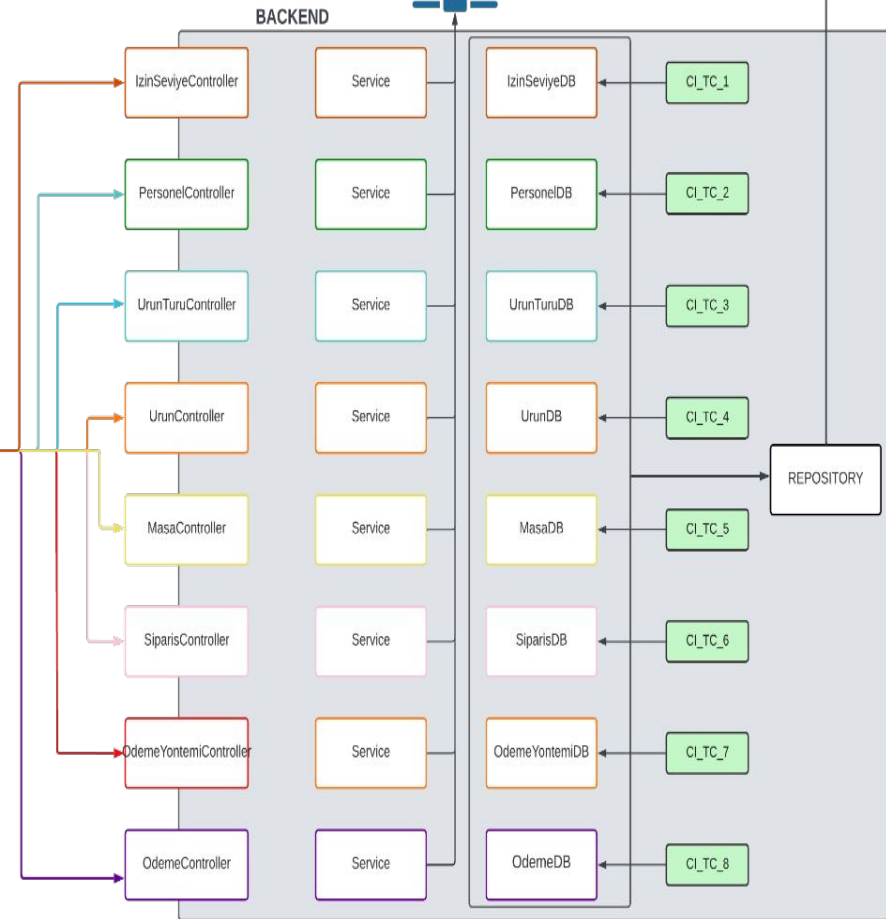 BACKEND
IzinSeviyeController
Service
IzinSeviyeDB
CI_TC_1
PersonelController
Service
PersonelDB
CI_TC_2
UrunTuruController
Service
UrunTuruDB
CI_TC_3
UrunController
Service
UrunDB
CI_TC_4
REPOSITORY
MasaController
Service
MasaDB
CI_TC_5
SiparisController
Service
SiparisDB
CI_TC_6
OdemeYontemiController
Service
OdemeYontemiDB
CI_TC_7
OdemeController
Service
OdemeDB
CI_TC_8